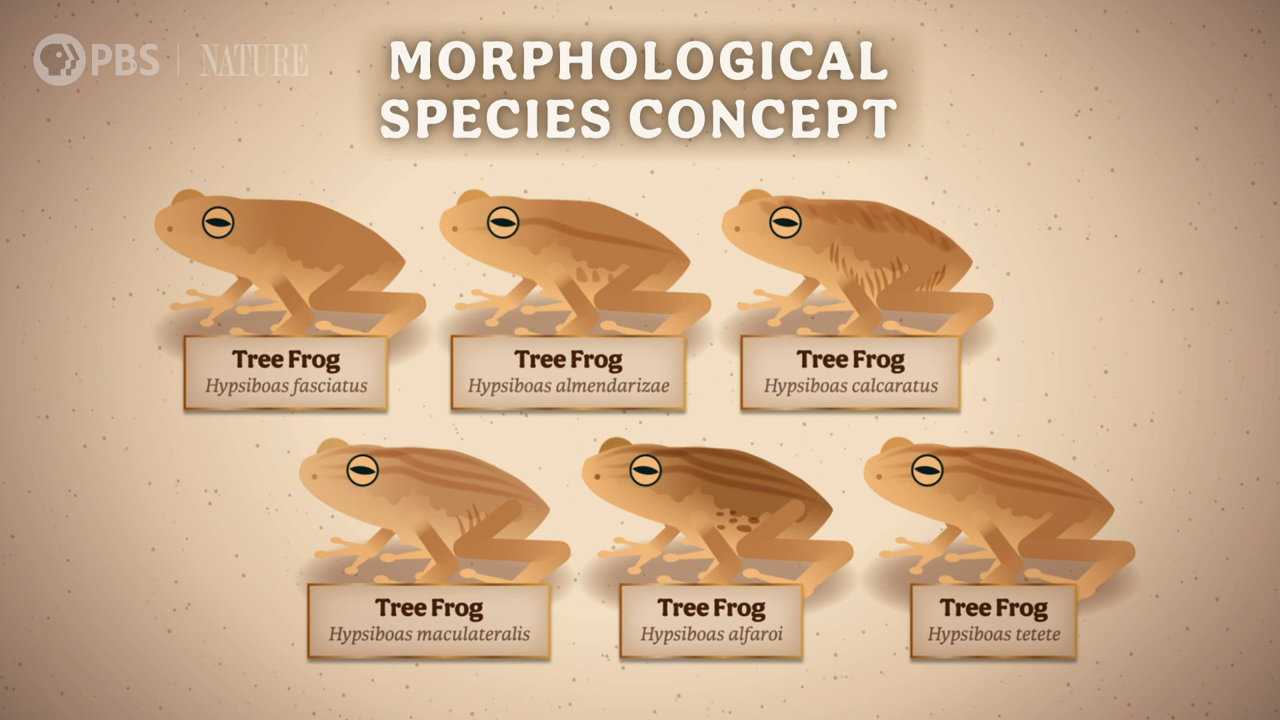 PBS | NATURE
MORPHOLOGICAL
SPECIES CONCEPT
Tree Frog
Hypsiboas fasciatus
Tree Frog
Hypsiboas almendarizae
Tree Frog
Hypsiboas calcaratus
Tree Frog
Hypsiboas maculateralis
Tree Frog
Hypsiboas alfaroi
Tree Frog
Hypsiboas tetete